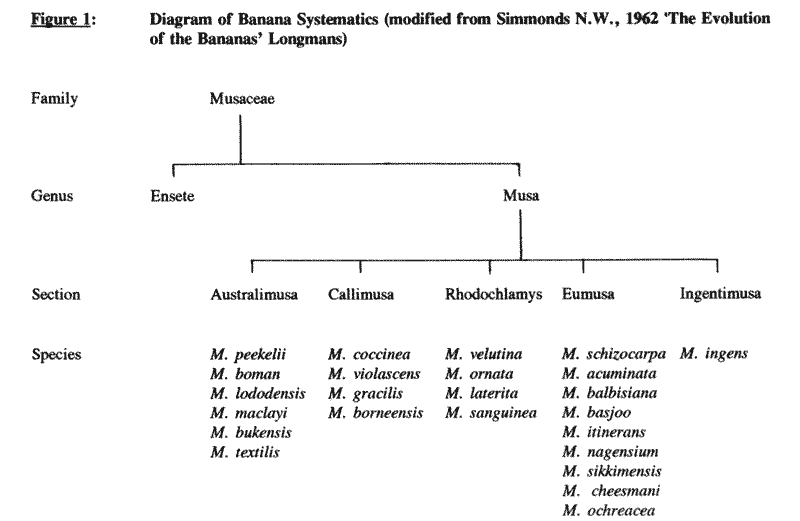 Figure 1: Diagram of Banana Systematics (modified from Simmonds N.W., 1962 'The Evolution
of the Bananas' Longmans)
Family Musaceae
Genus Ensete Musa
Section Australimusa Callimusa Rhodochlamys Eumusa Ingentimusa
Species M. peekelii M. coccinea M. velutina M. schizocarpa M. ingens
M. boman M. violascens M. ornata M. acuminata
M. lododensis M. gracilis M. laterita M. balbisiana
M. maclayi M. borneensis M. sanguinea M. basjoo
M. bukensis M. itinerans
M. textilis M. nagensium
M. sikkimensis
M. cheesmani
M. ochreacea